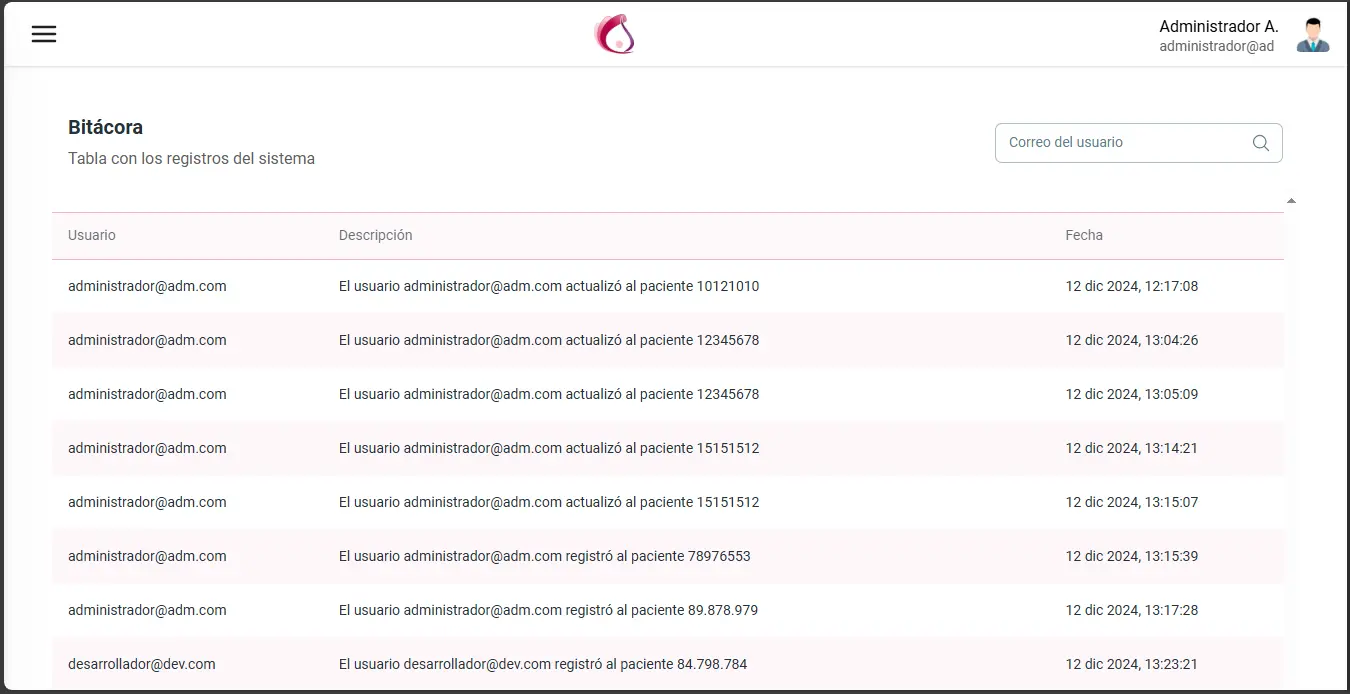 Administrador A.
administrador@ad
Bitácora
Tabla con los registros del sistema
Correo del usuario
Usuario Descripción Fecha
administrador@adm.com El usuario administrador@adm.com actualizó al paciente 10121010 12 dic 2024, 12:17:08
administrador@adm.com El usuario administrador@adm.com actualizó al paciente 12345678 12 dic 2024, 13:04:26
administrador@adm.com El usuario administrador@adm.com actualizó al paciente 12345678 12 dic 2024, 13:05:09
administrador@adm.com El usuario administrador@adm.com actualizó al paciente 15151512 12 dic 2024, 13:14:21
administrador@adm.com El usuario administrador@adm.com actualizó al paciente 15151512 12 dic 2024, 13:15:07
administrador@adm.com El usuario administrador@adm.com registró al paciente 78976553 12 dic 2024, 13:15:39
administrador@adm.com El usuario administrador@adm.com registró al paciente 89.878.979 12 dic 2024, 13:17:28
desarrollador@dev.com El usuario desarrollador@dev.com registró al paciente 84.798.784 12 dic 2024, 13:23:21